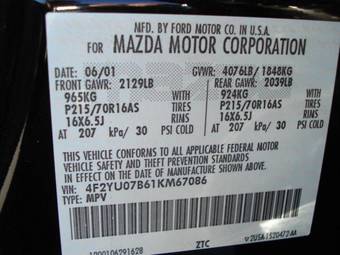 MFD. BY FORD MOTOR CO. IN U.S.A.
FOR MAZDA MOTOR CORPORATION
DATE: 06/01 GVWR: 4076LB/ 1848KG
FRONT GAWR: 2129LB REAR GAWR: 2039LB
965KG WITH 924KG WITH
P215/70R16AS TIRES P215/70R16AS TIRES
16X6.5J RIMS 16X6.5J RIMS
AT 207 kPa/ 30 PSI AT 207 kPa/ 30 PSI
THIS VEHICLE CONFORMS TO ALL APPLICABLE FEDERAL MOTOR
VEHICLE SAFETY AND THEFT PREVENTION STANDARDS IN
EFFECT ON THE DATE OF MANUFACTURE SHOWN ABOVE.
VIN: 4F2YU07B61KM67086
TYPE: MPV
ZTC